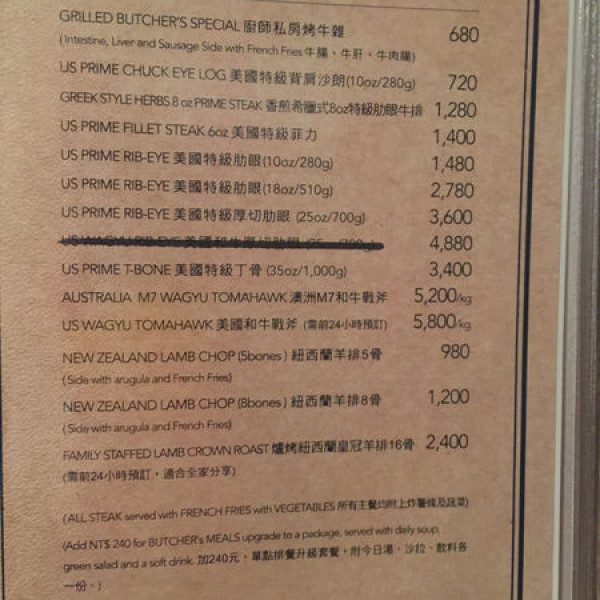 GRILLED BUTCHER'S SPECIAL 廚師私房烤牛雜 680
(Intestine, Liver and Sausage Side with French Fries 牛腸、牛肝、牛肉腸)
US PRIME CHUCK EYE LOG 美國特級背肩沙朗(10oz/280g) 720
GREEK STYLE HERBS 8 oz PRIME STEAK 香煎希臘式8oz特級肋眼牛排 1,280
US PRIME FILLET STEAK 6oz 美國特級菲力 1,400
US PRIME RIB-EYE 美國特級肋眼(10oz/280g) 1,480
US PRIME RIB-EYE 美國特級肋眼(18oz/510g) 2,780
US PRIME RIB-EYE 美國特級厚切肋眼 (25oz/700g) 3,600
US WAGYU RIB-EYE 美國和牛厚切肋眼 4,880
US PRIME T-BONE 美國特級丁骨 (35oz/1,000g) 3,400
AUSTRALIA M7 WAGYU TOMAHAWK 澳洲M7和牛戰斧 5,200/kg
US WAGYU TOMAHAWK 美國和牛戰斧 (需前24小時預訂) 5,800/kg
NEW ZEALAND LAMB CHOP (5bones) 紐西蘭羊排5骨 980
(Side with arugula and French Fries)
NEW ZEALAND LAMB CHOP (8bones) 紐西蘭羊排8骨 1,200
(Side with arugula and French Fries)
FAMILY STAFFED LAMB CROWN ROAST 爐烤紐西蘭皇冠羊排16骨 2,400
(需前24小時預訂,適合全家分享)
(ALL STEAK served with FRENCH FRIES with VEGETABLES 所有主餐均附上炸薯條及蔬菜)
(Add NT$ 240 for BUTCHER's MEALS upgrade to a package, served with daily soup,
green salad and a soft drink. 加240元,單點排餐升級套餐,附今日湯、沙拉、飲料各
一份。)